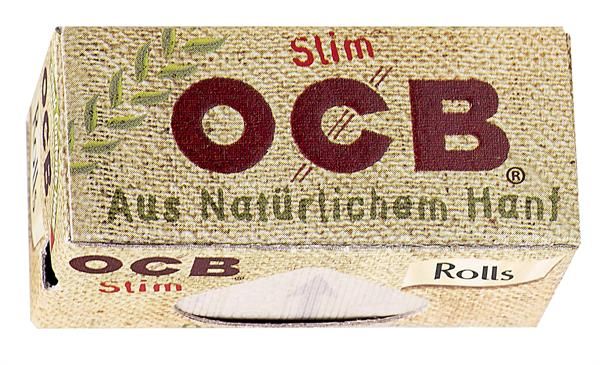 Slim
OCB®
Aus Natürlichem Hanf
OCB
Slim
Rolls